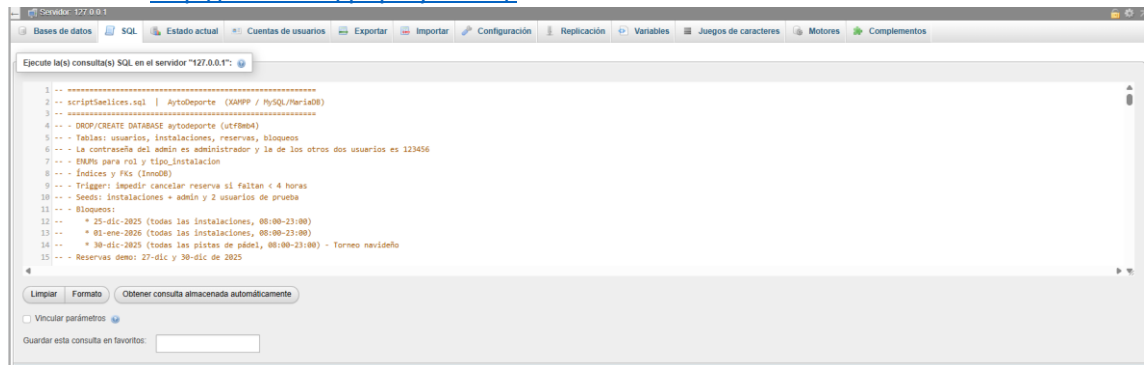 Servidor: 127.0.0.1
Bases de datos SQL Estado actual Cuentas de usuarios Exportar Importar Configuración Replicación Variables Juegos de caracteres Motores Complementos
Ejecute la(s) consulta(s) SQL en el servidor "127.0.0.1":
1 -- =======================================================
2 -- scriptSaelices.sql | AytoDeporte (XAMPP / MySQL/MariaDB)
3 -- =======================================================
4 -- - DROP/CREATE DATABASE aytodeporte (utf8mb4)
5 -- - Tablas: usuarios, instalaciones, reservas, bloqueos
6 -- - La contraseña del admin es administrador y la de los otros dos usuarios es 123456
7 -- - ENUMs para rol y tipo_instalacion
8 -- - Índices y FKs (InnoDB)
9 -- - Trigger: impedir cancelar reserva si faltan < 4 horas
10 -- - Seeds: instalaciones + admin y 2 usuarios de prueba
11 -- - Bloqueos:
12 -- * 25-dic-2025 (todas las instalaciones, 08:00-23:00)
13 -- * 01-ene-2026 (todas las instalaciones, 08:00-23:00)
14 -- * 30-dic-2025 (todas las pistas de pádel, 08:00-23:00) - Torneo navideño
15 -- - Reservas demo: 27-dic y 30-dic de 2025
Limpiar Formato Obtener consulta almacenada automáticamente
Vincular parámetros
Guardar esta consulta en favoritos: